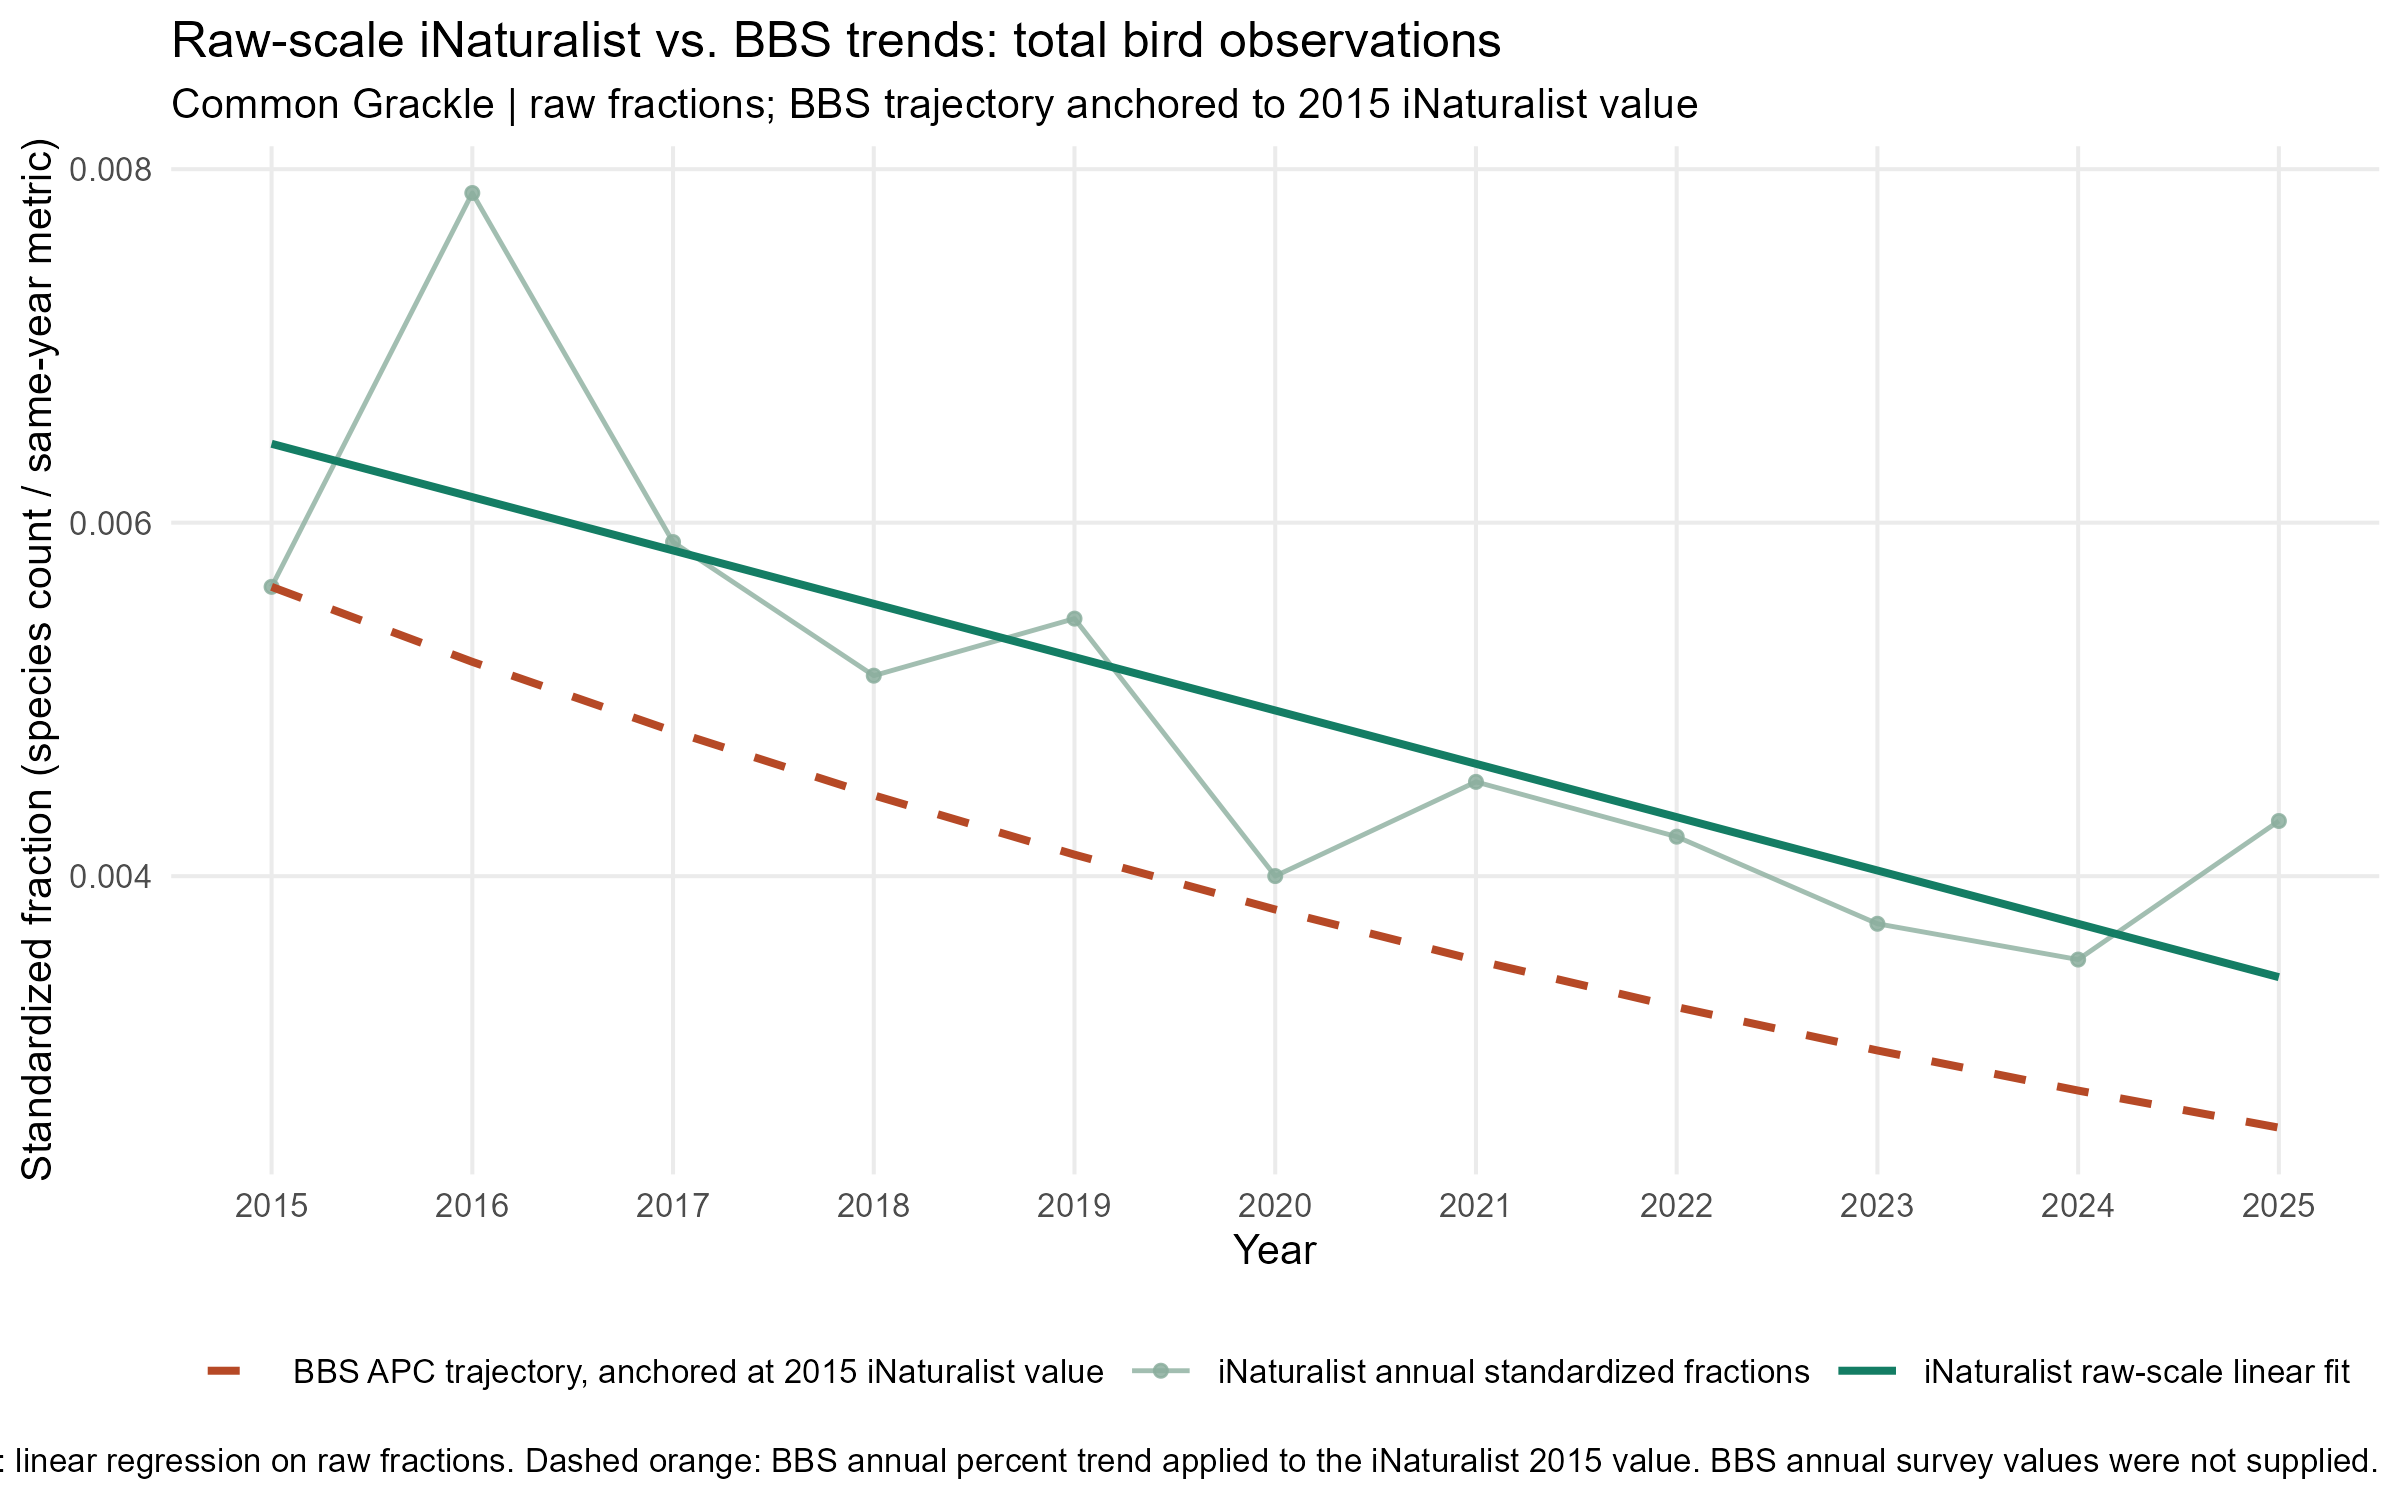 Raw-scale iNaturalist vs. BBS trends: total bird observations
Common Grackle | raw fractions; BBS trajectory anchored to 2015 iNaturalist value
Standardized fraction (species count / same-year metric)
0.008
0.006
0.004
2015 2016 2017 2018 2019 2020 2021 2022 2023 2024 2025
Year
BBS APC trajectory, anchored at 2015 iNaturalist value iNaturalist annual standardized fractions iNaturalist raw-scale linear fit
: linear regression on raw fractions. Dashed orange: BBS annual percent trend applied to the iNaturalist 2015 value. BBS annual survey values were not supplied.